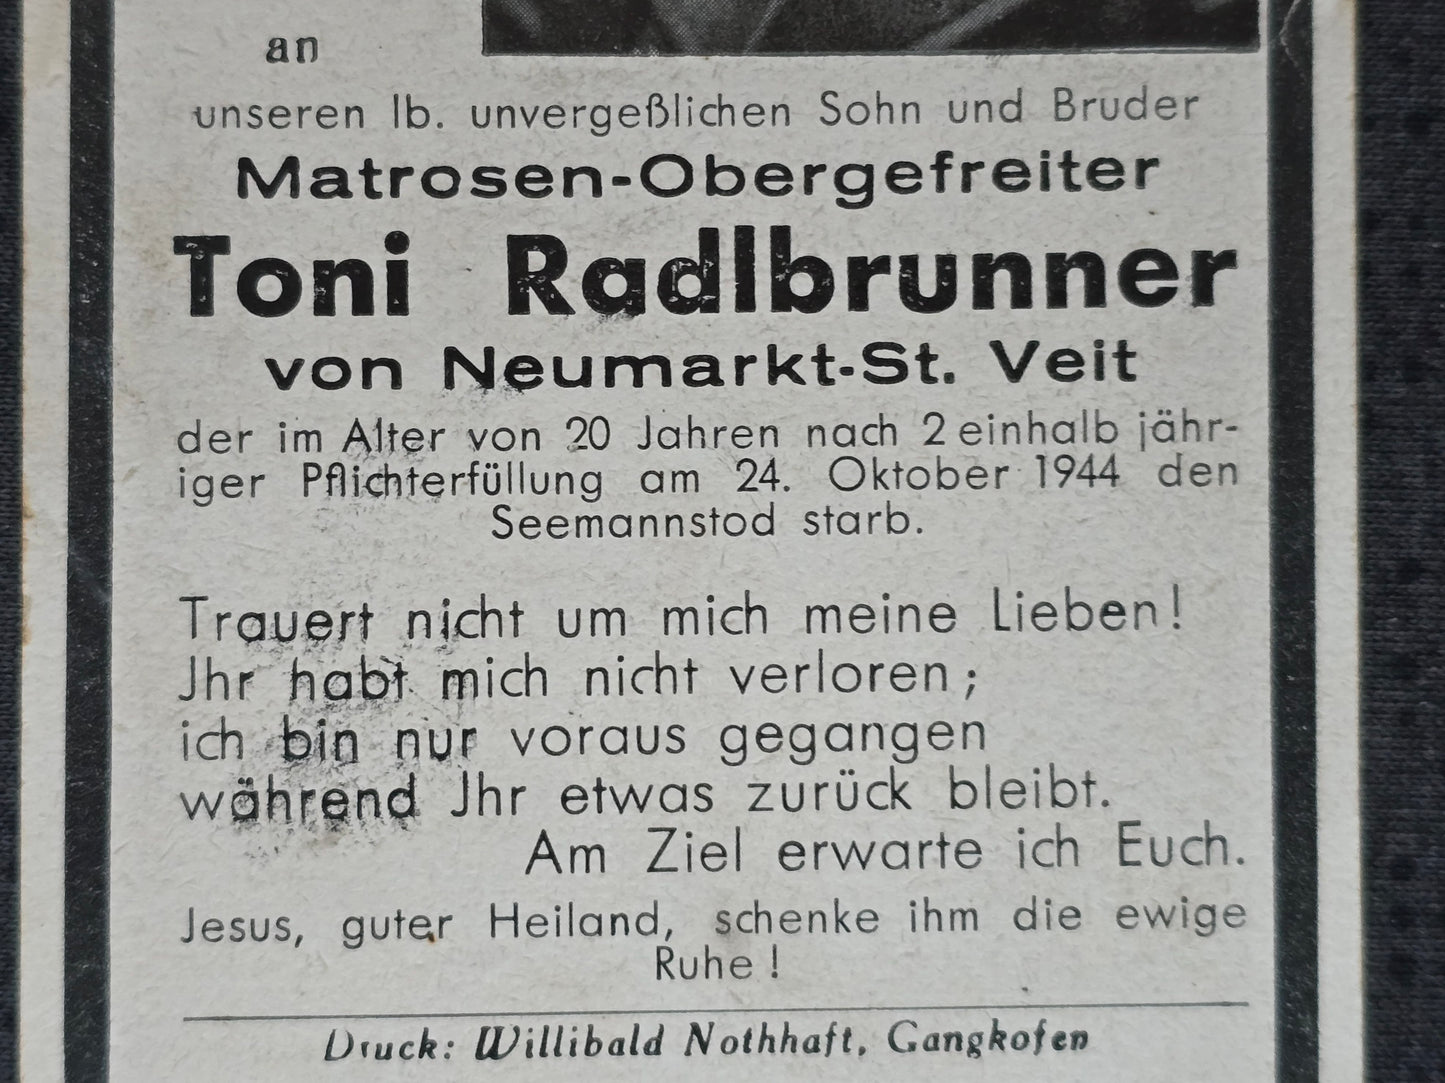 an
unseren lb. unvergeßlichen Sohn und Bruder
Matrosen-Obergefreiter
Toni Radlbrunner
von Neumarkt-St. Veit
der im Alter von 20 Jahren nach 2 einhalb jähr-
iger Pflichterfüllung am 24. Oktober 1944 den
Seemannstod starb.
Trauert nicht um mich meine Lieben!
Jhr habt mich nicht verloren;
ich bin nur voraus gegangen
während Jhr etwas zurück bleibt.
Am Ziel erwarte ich Euch.
Jesus, guter Heiland, schenke ihm die ewige
Ruhe!
Druck: Willibald Nothhaft, Gangkofen